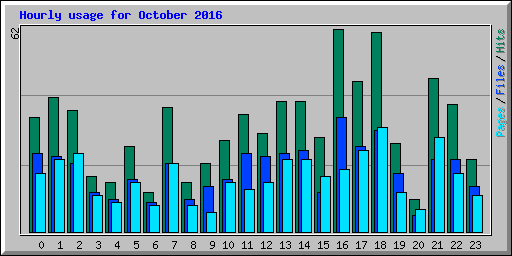 Hourly usage for October 2016
62
Pages/Files/Hits
0 1 2 3 4 5 6 7 8 9 10 11 12 13 14 15 16 17 18 19 20 21 22 23